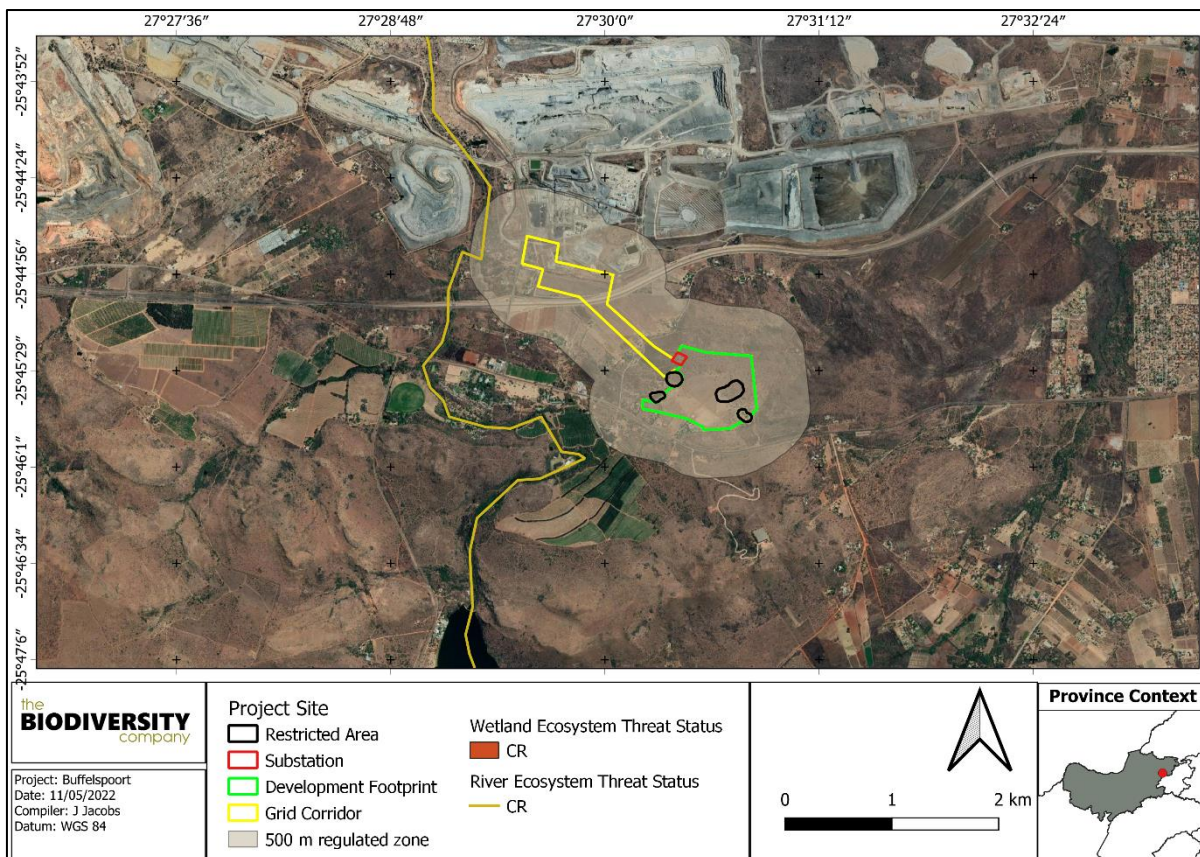 27°27′36″ 27°28′48″ 27°30′0″ 27°31′12″ 27°32′24″
-25°43′52″
-25°44′24″
-25°44′56″
-25°45′29″
-25°46′1″
-25°46′34″
-25°47′6″
the
BIODIVERSITY
company
Project: Buffelspoort
Date: 11/05/2022
Compiler: J Jacobs
Datum: WGS 84
Project Site
Restricted Area
Substation
Development Footprint
Grid Corridor
500 m regulated zone
Wetland Ecosystem Threat Status
CR
River Ecosystem Threat Status
CR
0 1 2 km
Province Context